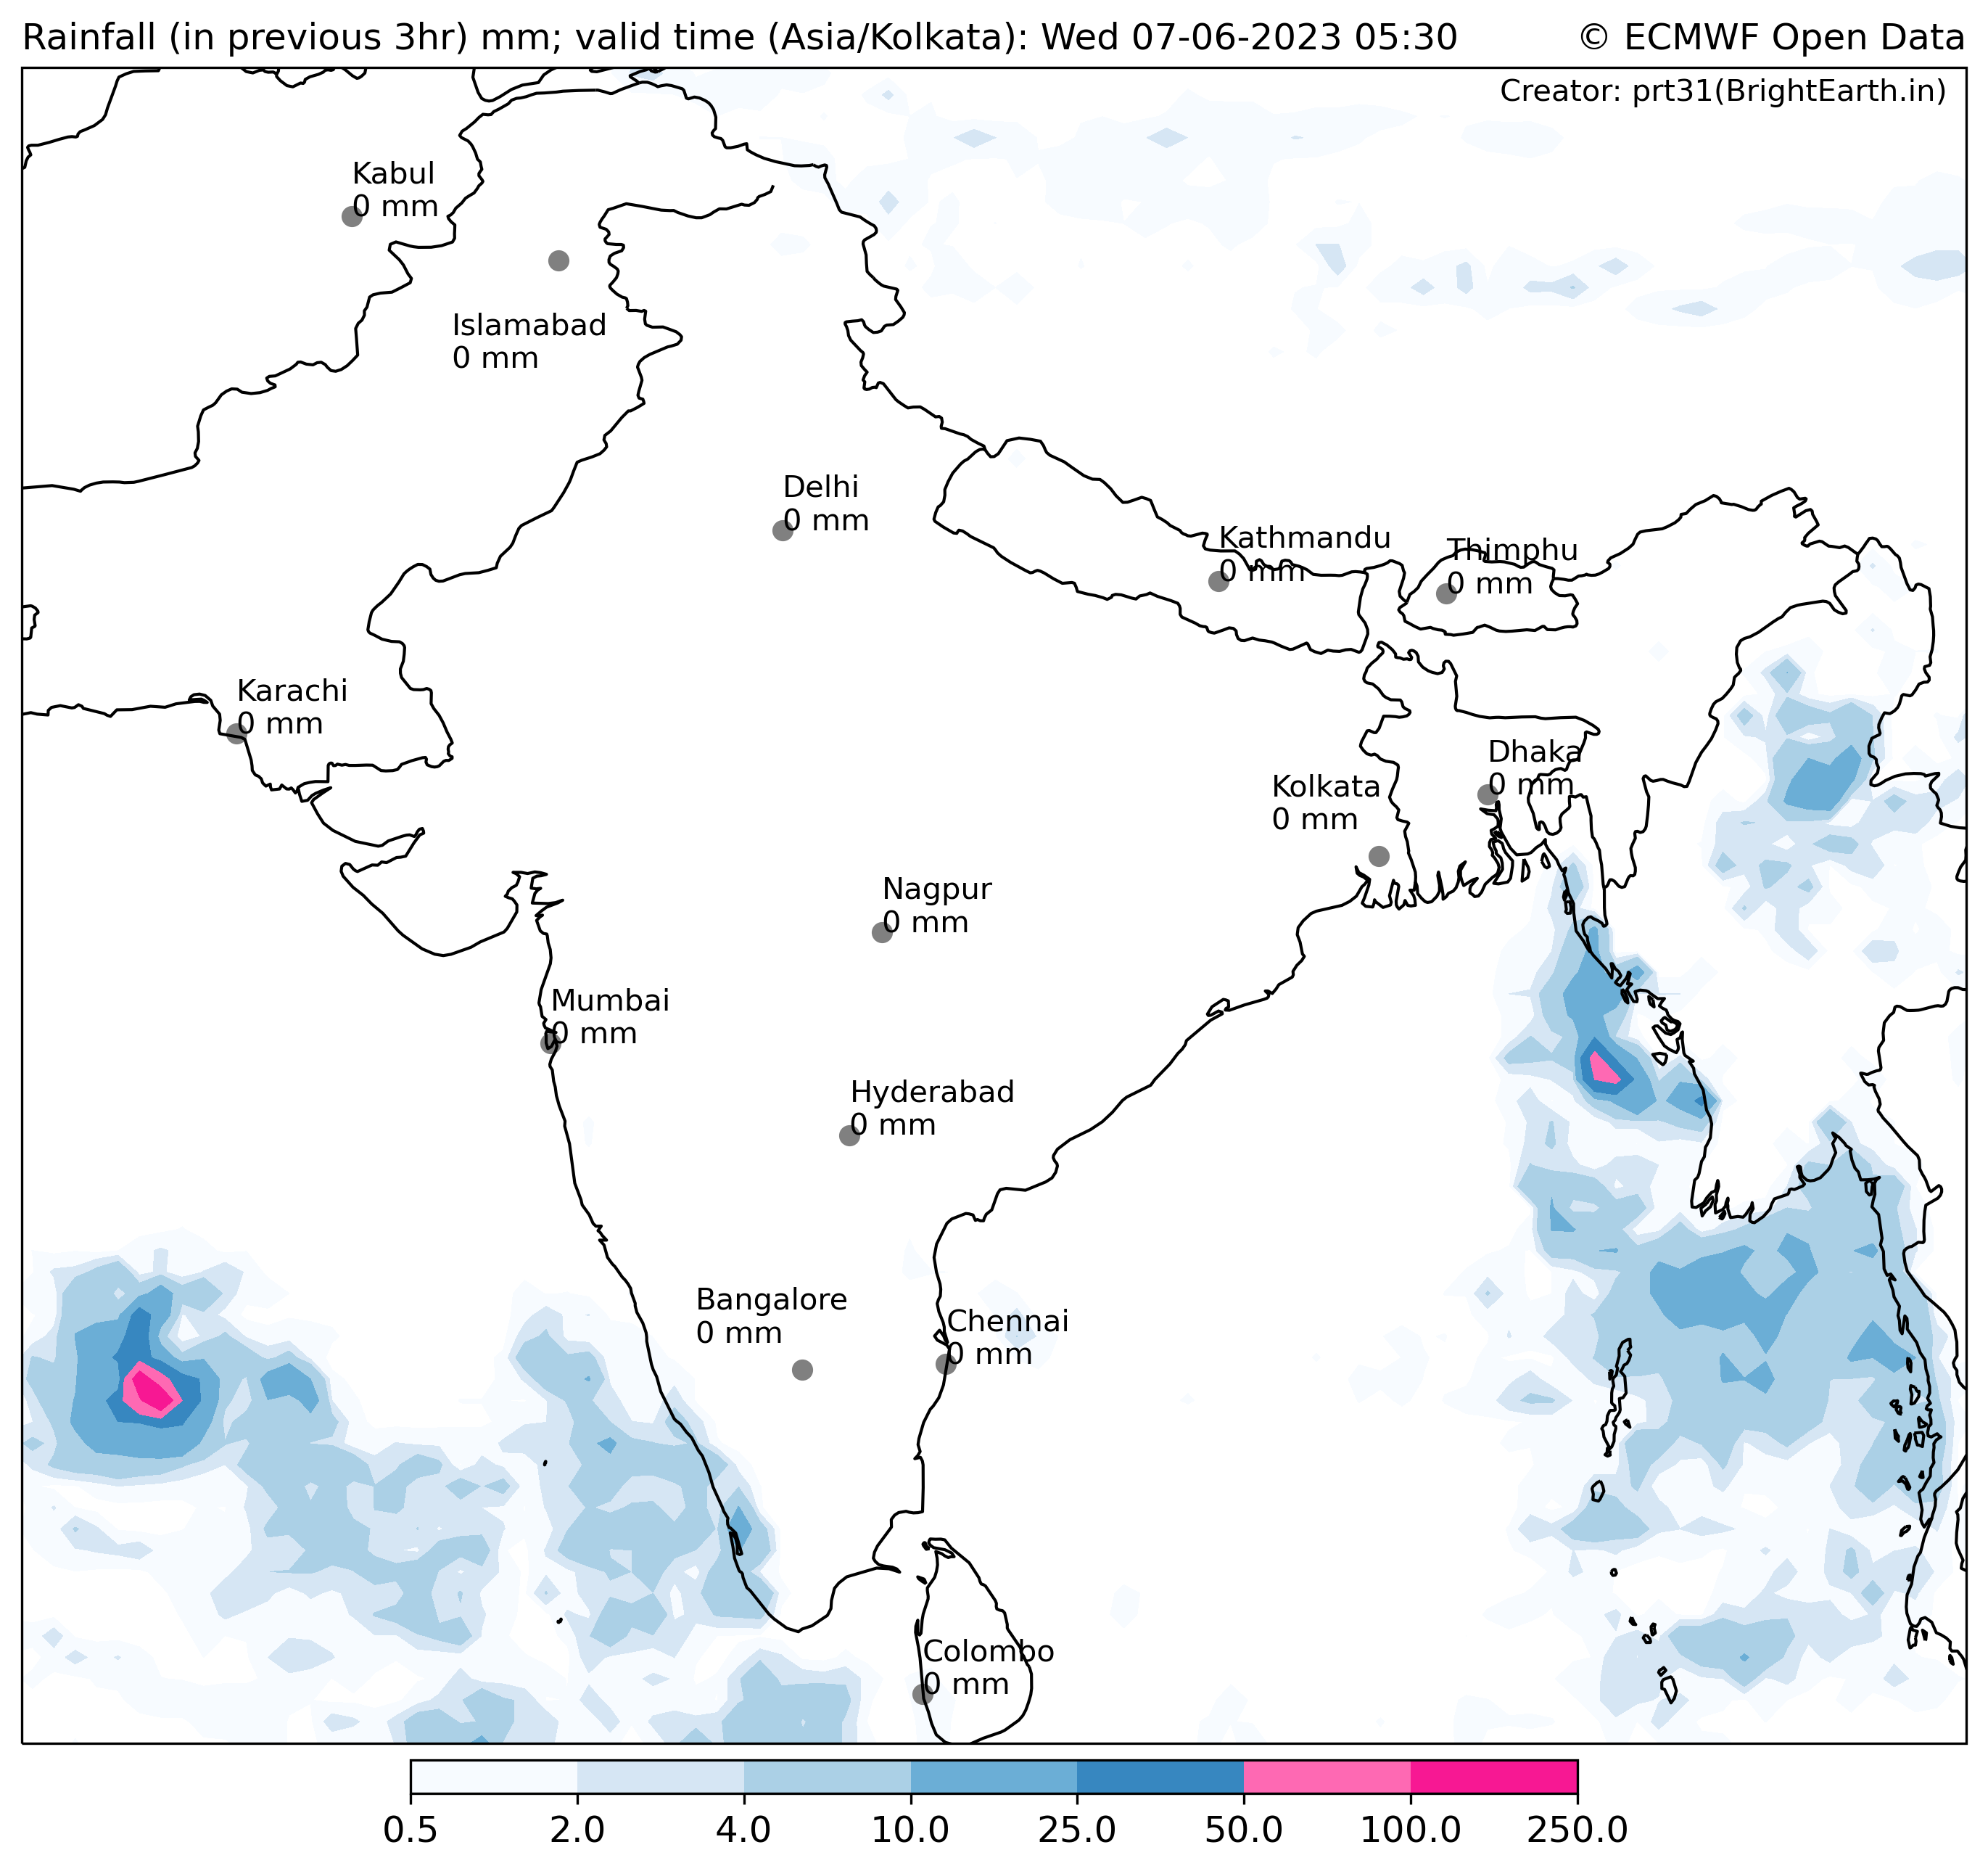 Rainfall (in previous 3hr) mm; valid time (Asia/Kolkata): Wed 07-06-2023 05:30
© ECMWF Open Data
Creator: prt31(BrightEarth.in)
Kabul
0 mm
Islamabad
0 mm
Delhi
0 mm
Kathmandu
0 mm
Thimphu
0 mm
Karachi
0 mm
Dhaka
0 mm
Kolkata
0 mm
Nagpur
0 mm
Mumbai
0 mm
Hyderabad
0 mm
Bangalore
0 mm
Chennai
0 mm
Colombo
0 mm
0.5 2.0 4.0 10.0 25.0 50.0 100.0 250.0